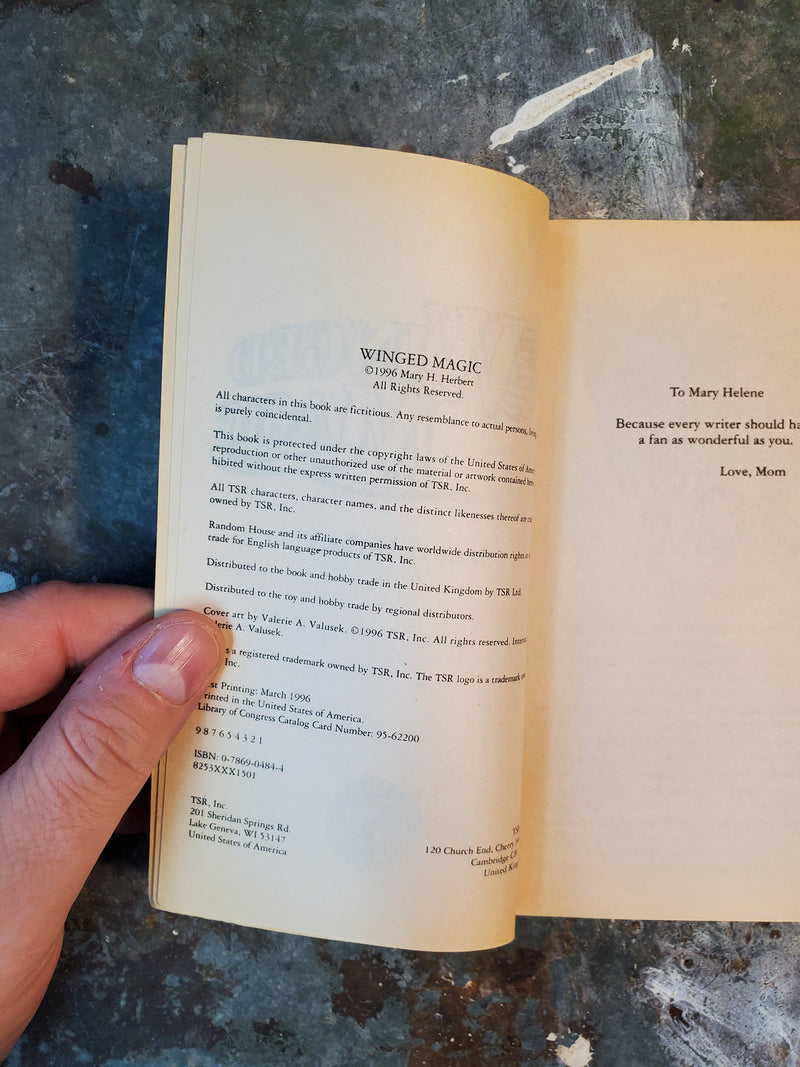 WINGED MAGIC
©1996 Mary H. Herbert
All Rights Reserved.
All characters in this book are fictitious. Any resemblance to actual persons,
is purely coincidental.
This book is protected under the copyright laws of the United States of
reproduction or other unauthorized use of the material or artwork contained
hibited without the express written permission of TSR, Inc.
All TSR characters, character names, and the distinct likenesses thereof are
owned by TSR, Inc.
Random House and its affiliate companies have worldwide distribution rights
trade for English language products of TSR, Inc.
Distributed to the book and hobby trade in the United Kingdom by TSR Ltd.
Distributed to the toy and hobby trade by regional distributors.
Cover art by Valerie A. Valusek. ©1996 TSR, Inc. All rights reserved.
Valerie A. Valusek.
a registered trademark owned by TSR, Inc. The TSR logo is a trademark
Inc.
Printing: March 1996
Printed in the United States of America.
Library of Congress Catalog Card Number: 95-62200
9 8 7 6 5 4 3 2 1
ISBN: 0-7869-0484-4
8253XXX1501
TSR, Inc.
201 Sheridan Springs Rd.
Lake Geneva, WI 53147
United States of America
120 Church End, Cherry
Cambridge
United
To Mary Helene
Because every writer should
a fan as wonderful as you.
Love, Mom